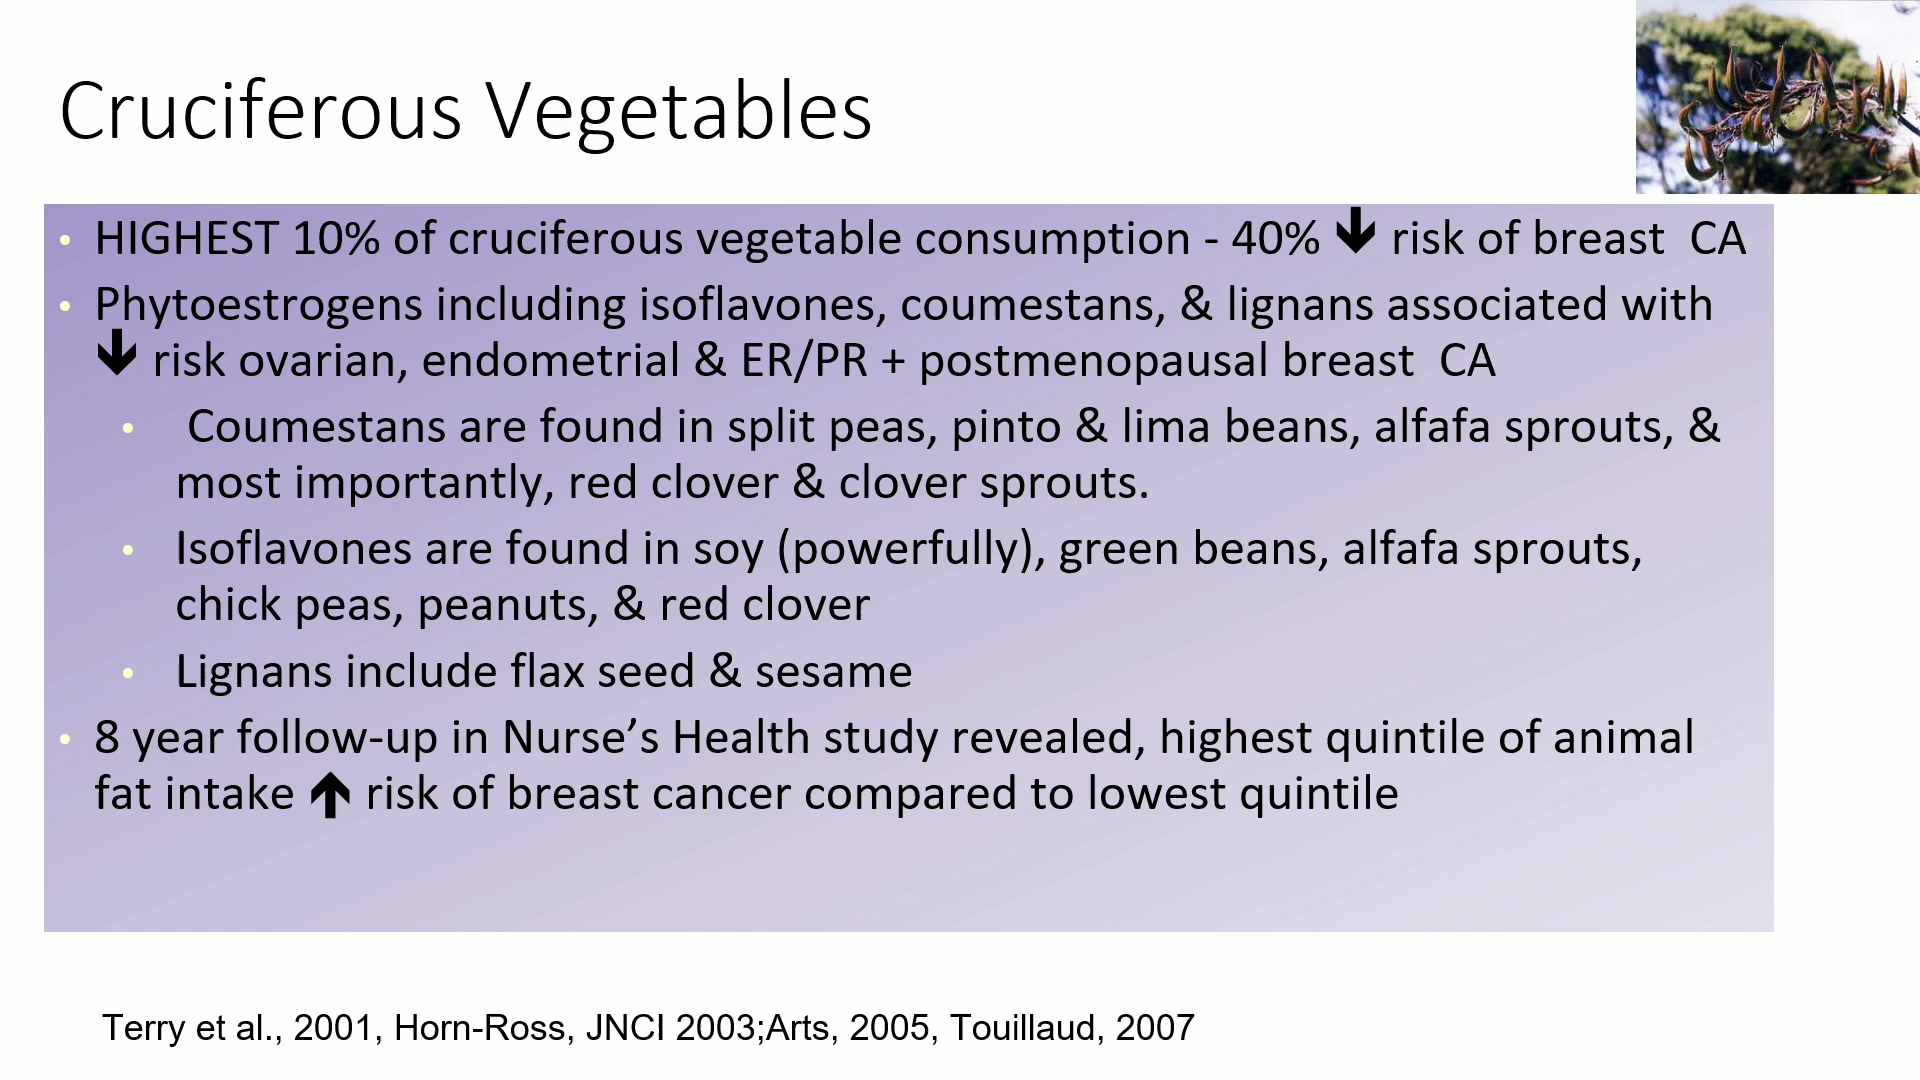 Cruciferous Vegetables
• HIGHEST 10% of cruciferous vegetable consumption - 40% 🡻 risk of breast  CA
• Phytoestrogens including isoflavones, coumestans, & lignans associated with
🡻 risk ovarian, endometrial & ER/PR + postmenopausal breast  CA
• Coumestans are found in split peas, pinto & lima beans, alfafa sprouts, &
most importantly, red clover & clover sprouts.
• Isoflavones are found in soy (powerfully), green beans, alfafa sprouts,
chick peas, peanuts, & red clover
• Lignans include flax seed & sesame
• 8 year follow-up in Nurse’s Health study revealed, highest quintile of animal
fat intake 🡹 risk of breast cancer compared to lowest quintile
Terry et al., 2001, Horn-Ross, JNCI 2003;Arts, 2005, Touillaud, 2007